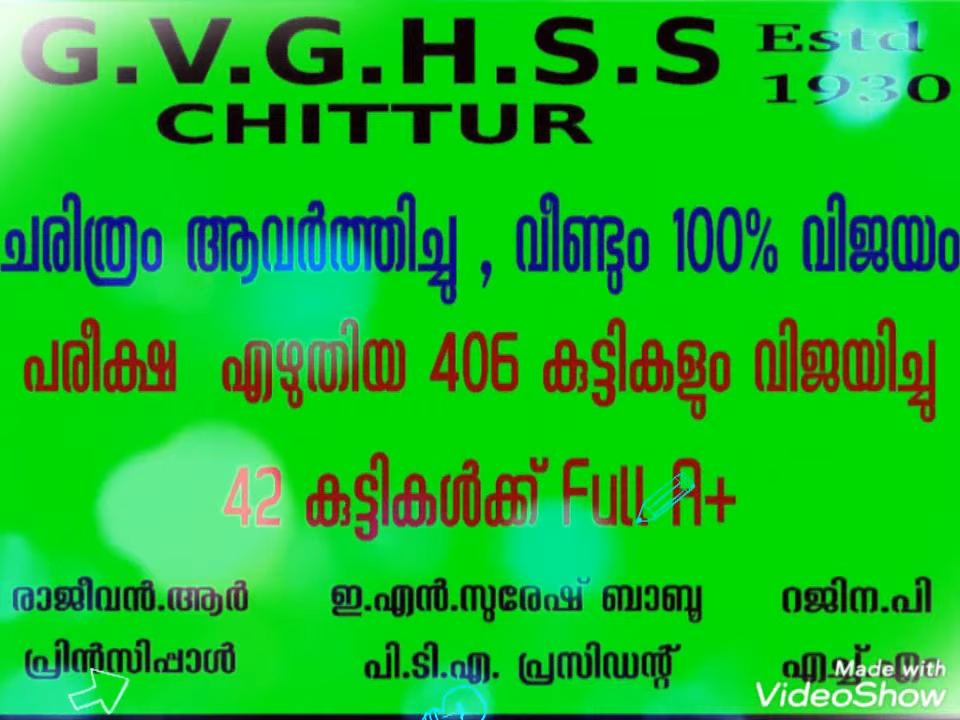 G.V.G.H.S.S Estd
CHITTUR 1930
ചരിത്രം ആവർത്തിച്ചു , വീണ്ടും 100% വിജയം
പരീക്ഷ എഴുതിയ 406 കുട്ടികളും വിജയിച്ചു
42 കുട്ടികൾക്ക് Full A+
രാജീവൻ.ആർ ഇ.എൻ.സുരേഷ് ബാബൂ റജിന.പി
പ്രിൻസിപ്പാൾ പി.ടി.എ. പ്രസിഡന്റ് എച്ച്
Made with
VideoShow